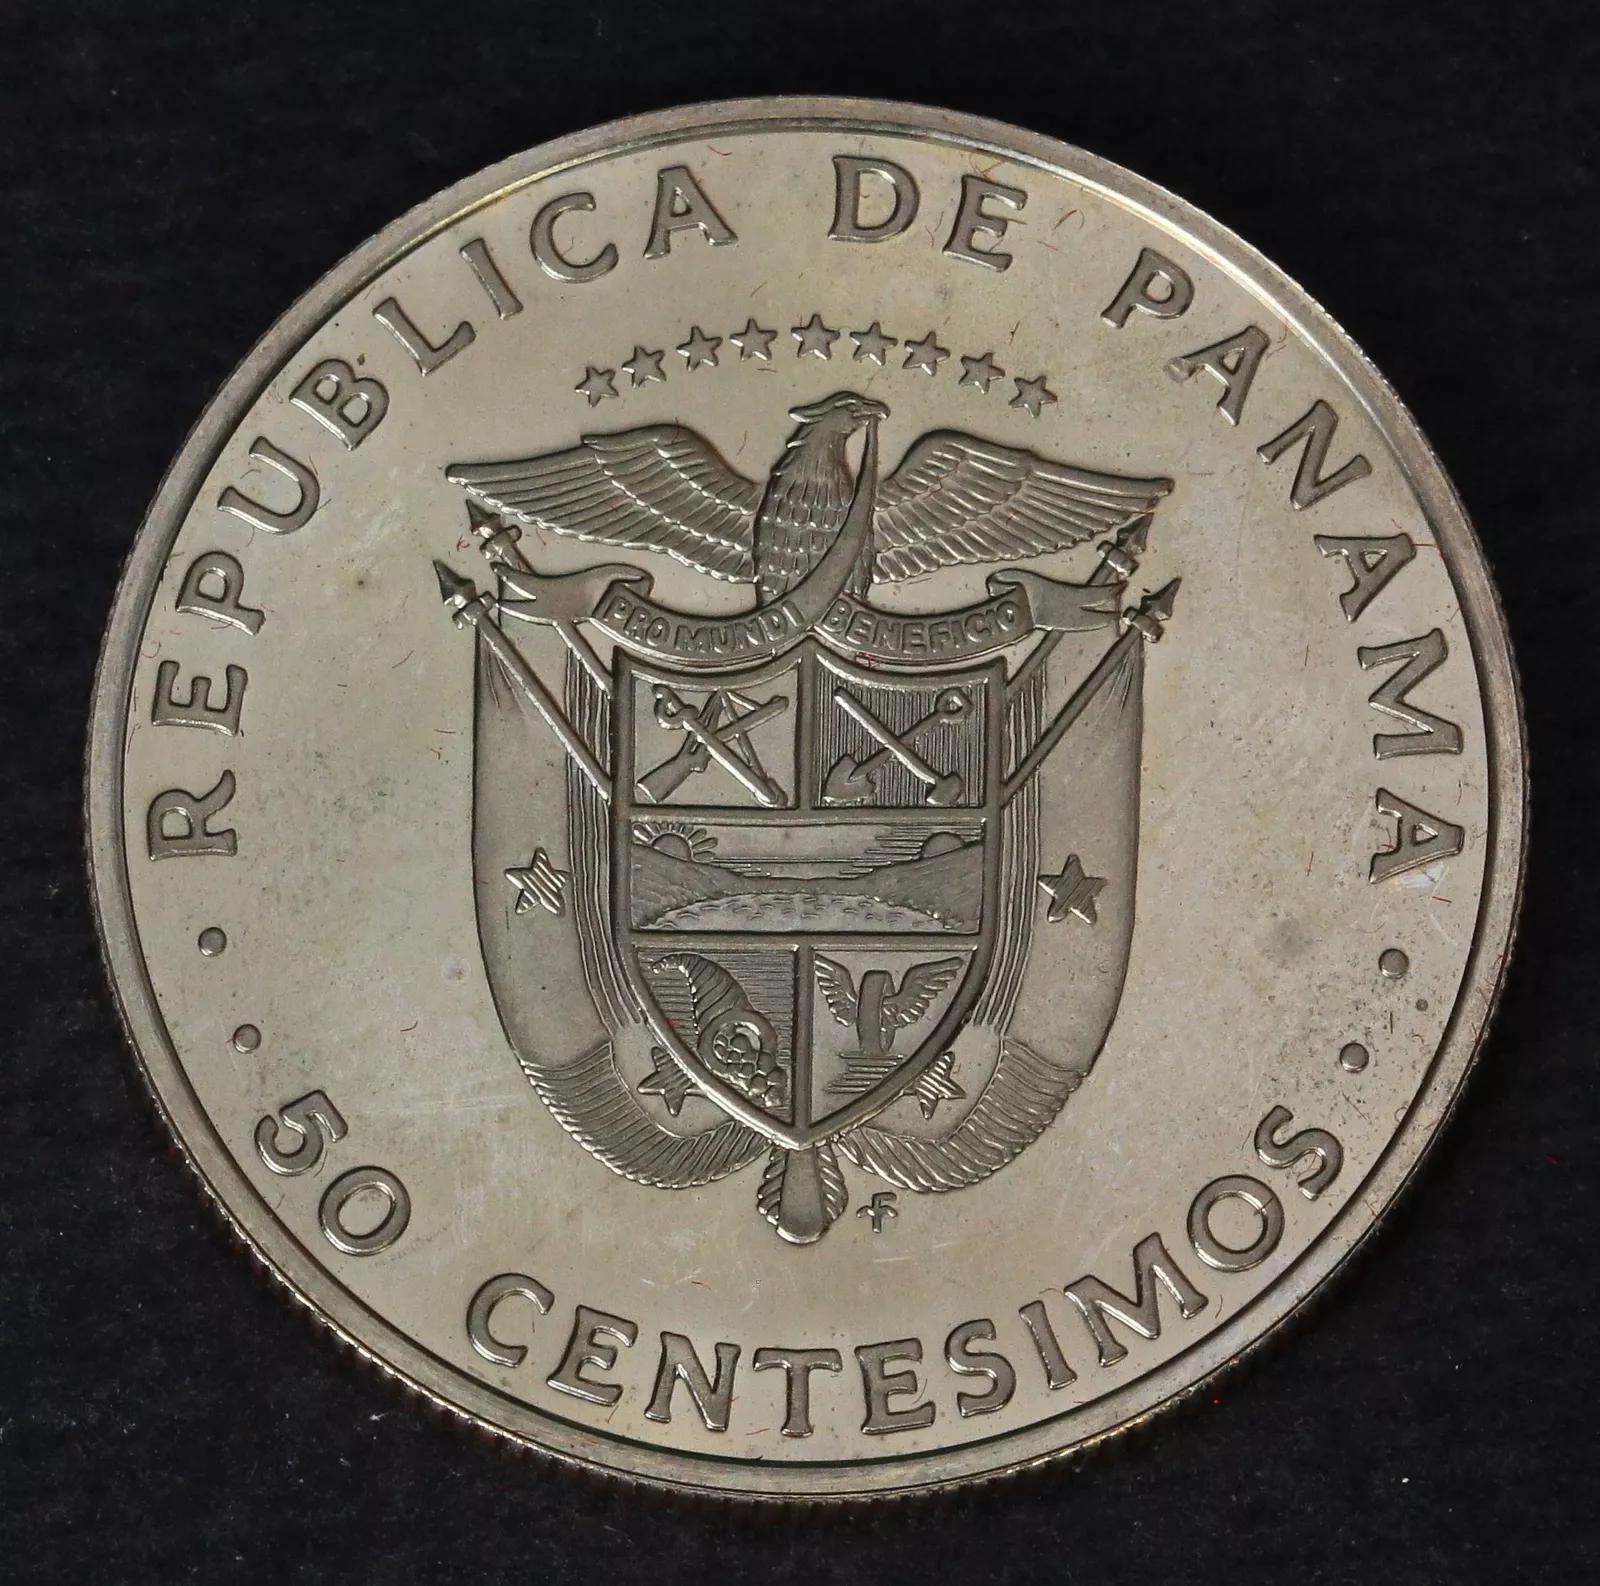 REPUBLICA DE PANAMA
PRO MUNDI BENEFICIO
50 CENTESIMOS